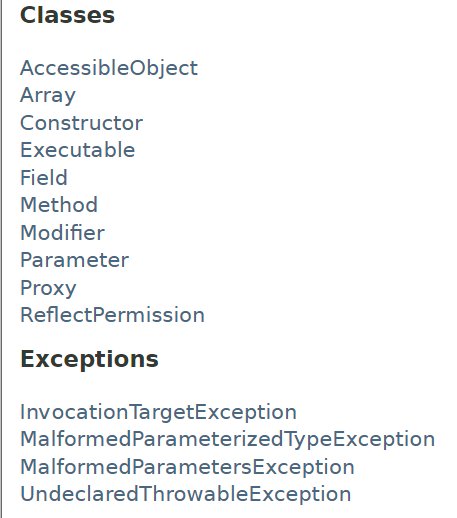 Classes
AccessibleObject
Array
Constructor
Executable
Field
Method
Modifier
Parameter
Proxy
ReflectPermission
Exceptions
InvocationTargetException
MalformedParameterizedTypeException
MalformedParametersException
UndeclaredThrowableException